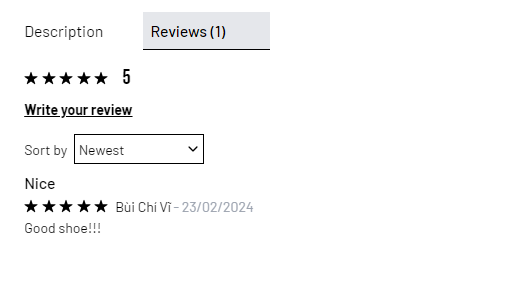 Description Reviews (1)
5
Write your review
Sort by Newest
Nice
Bùi Chí Vĩ - 23/02/2024
Good shoe!!!